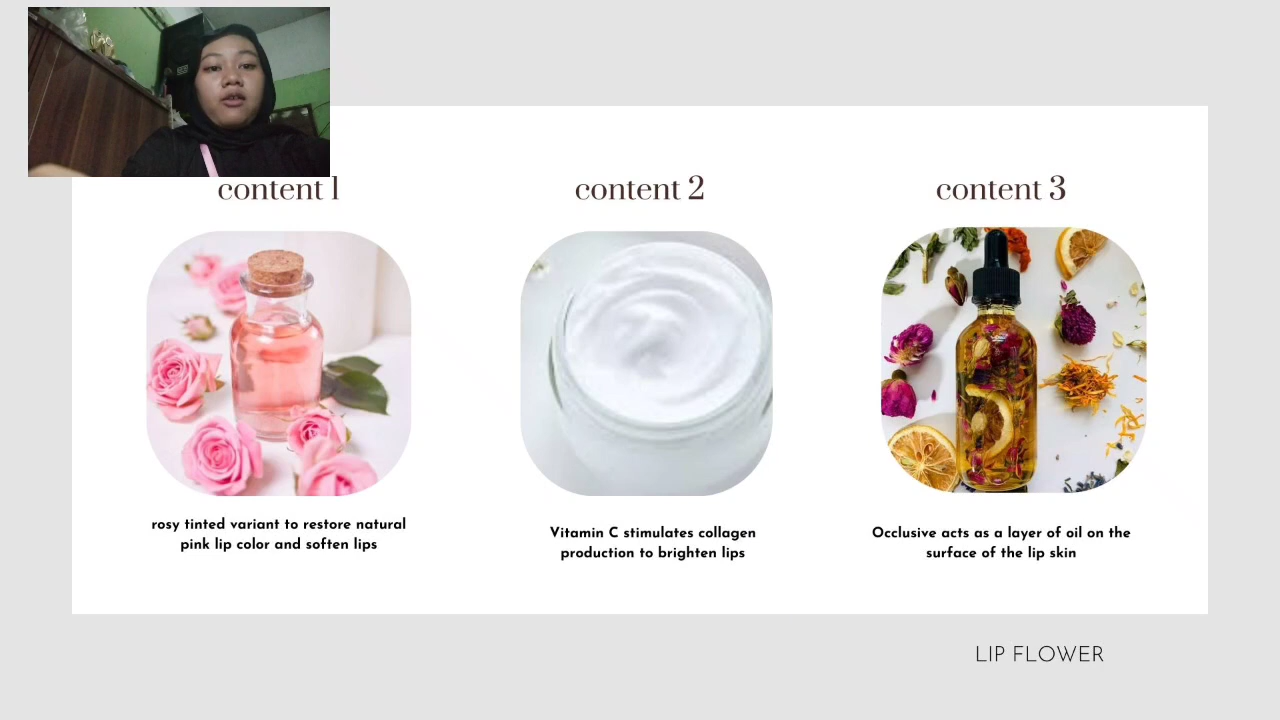 content 1
content 2
content 3
rosy tinted variant to restore natural
pink lip color and soften lips
Vitamin C stimulates collagen
production to brighten lips
Occlusive acts as a layer of oil on the
surface of the lip skin
LIP FLOWER